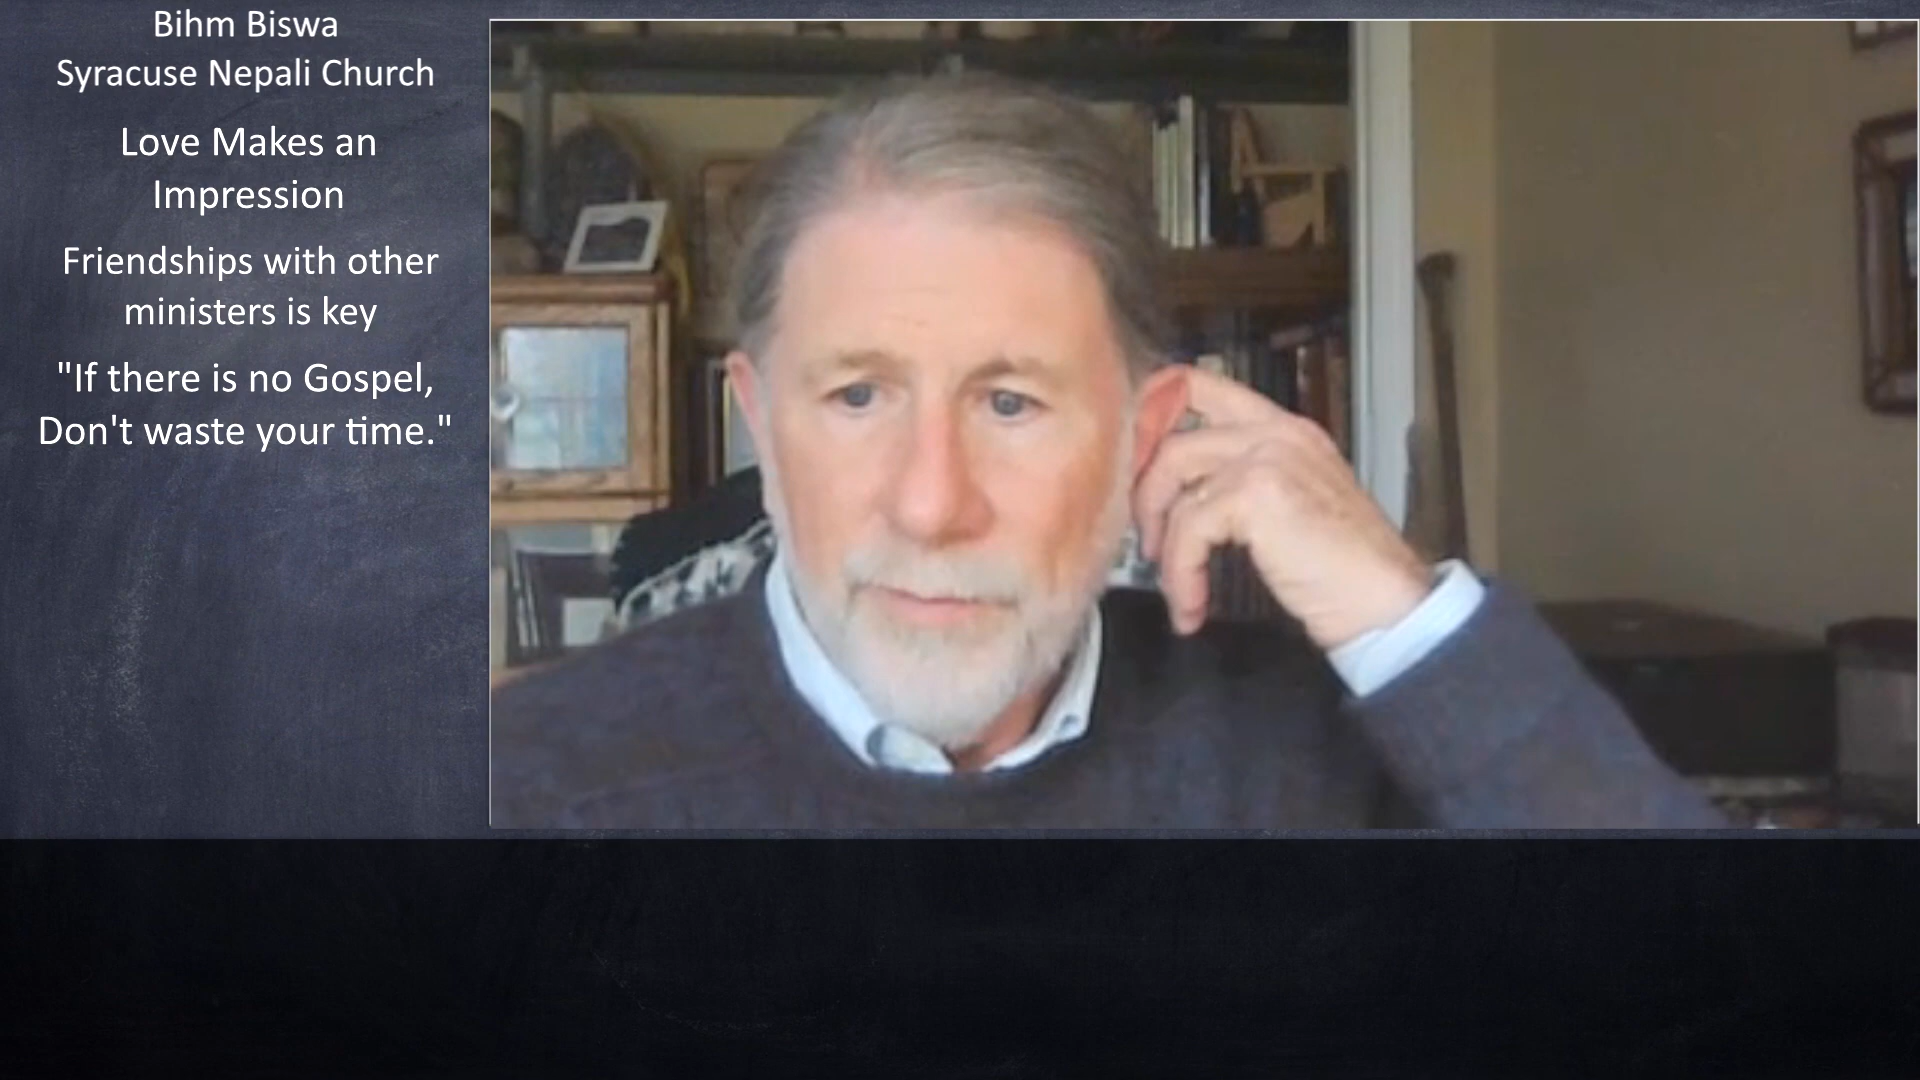 Bihm Biswa
Syracuse Nepali Church
Love Makes an
Impression
Friendships with other
ministers is key
"If there is no Gospel,
Don't waste your time."